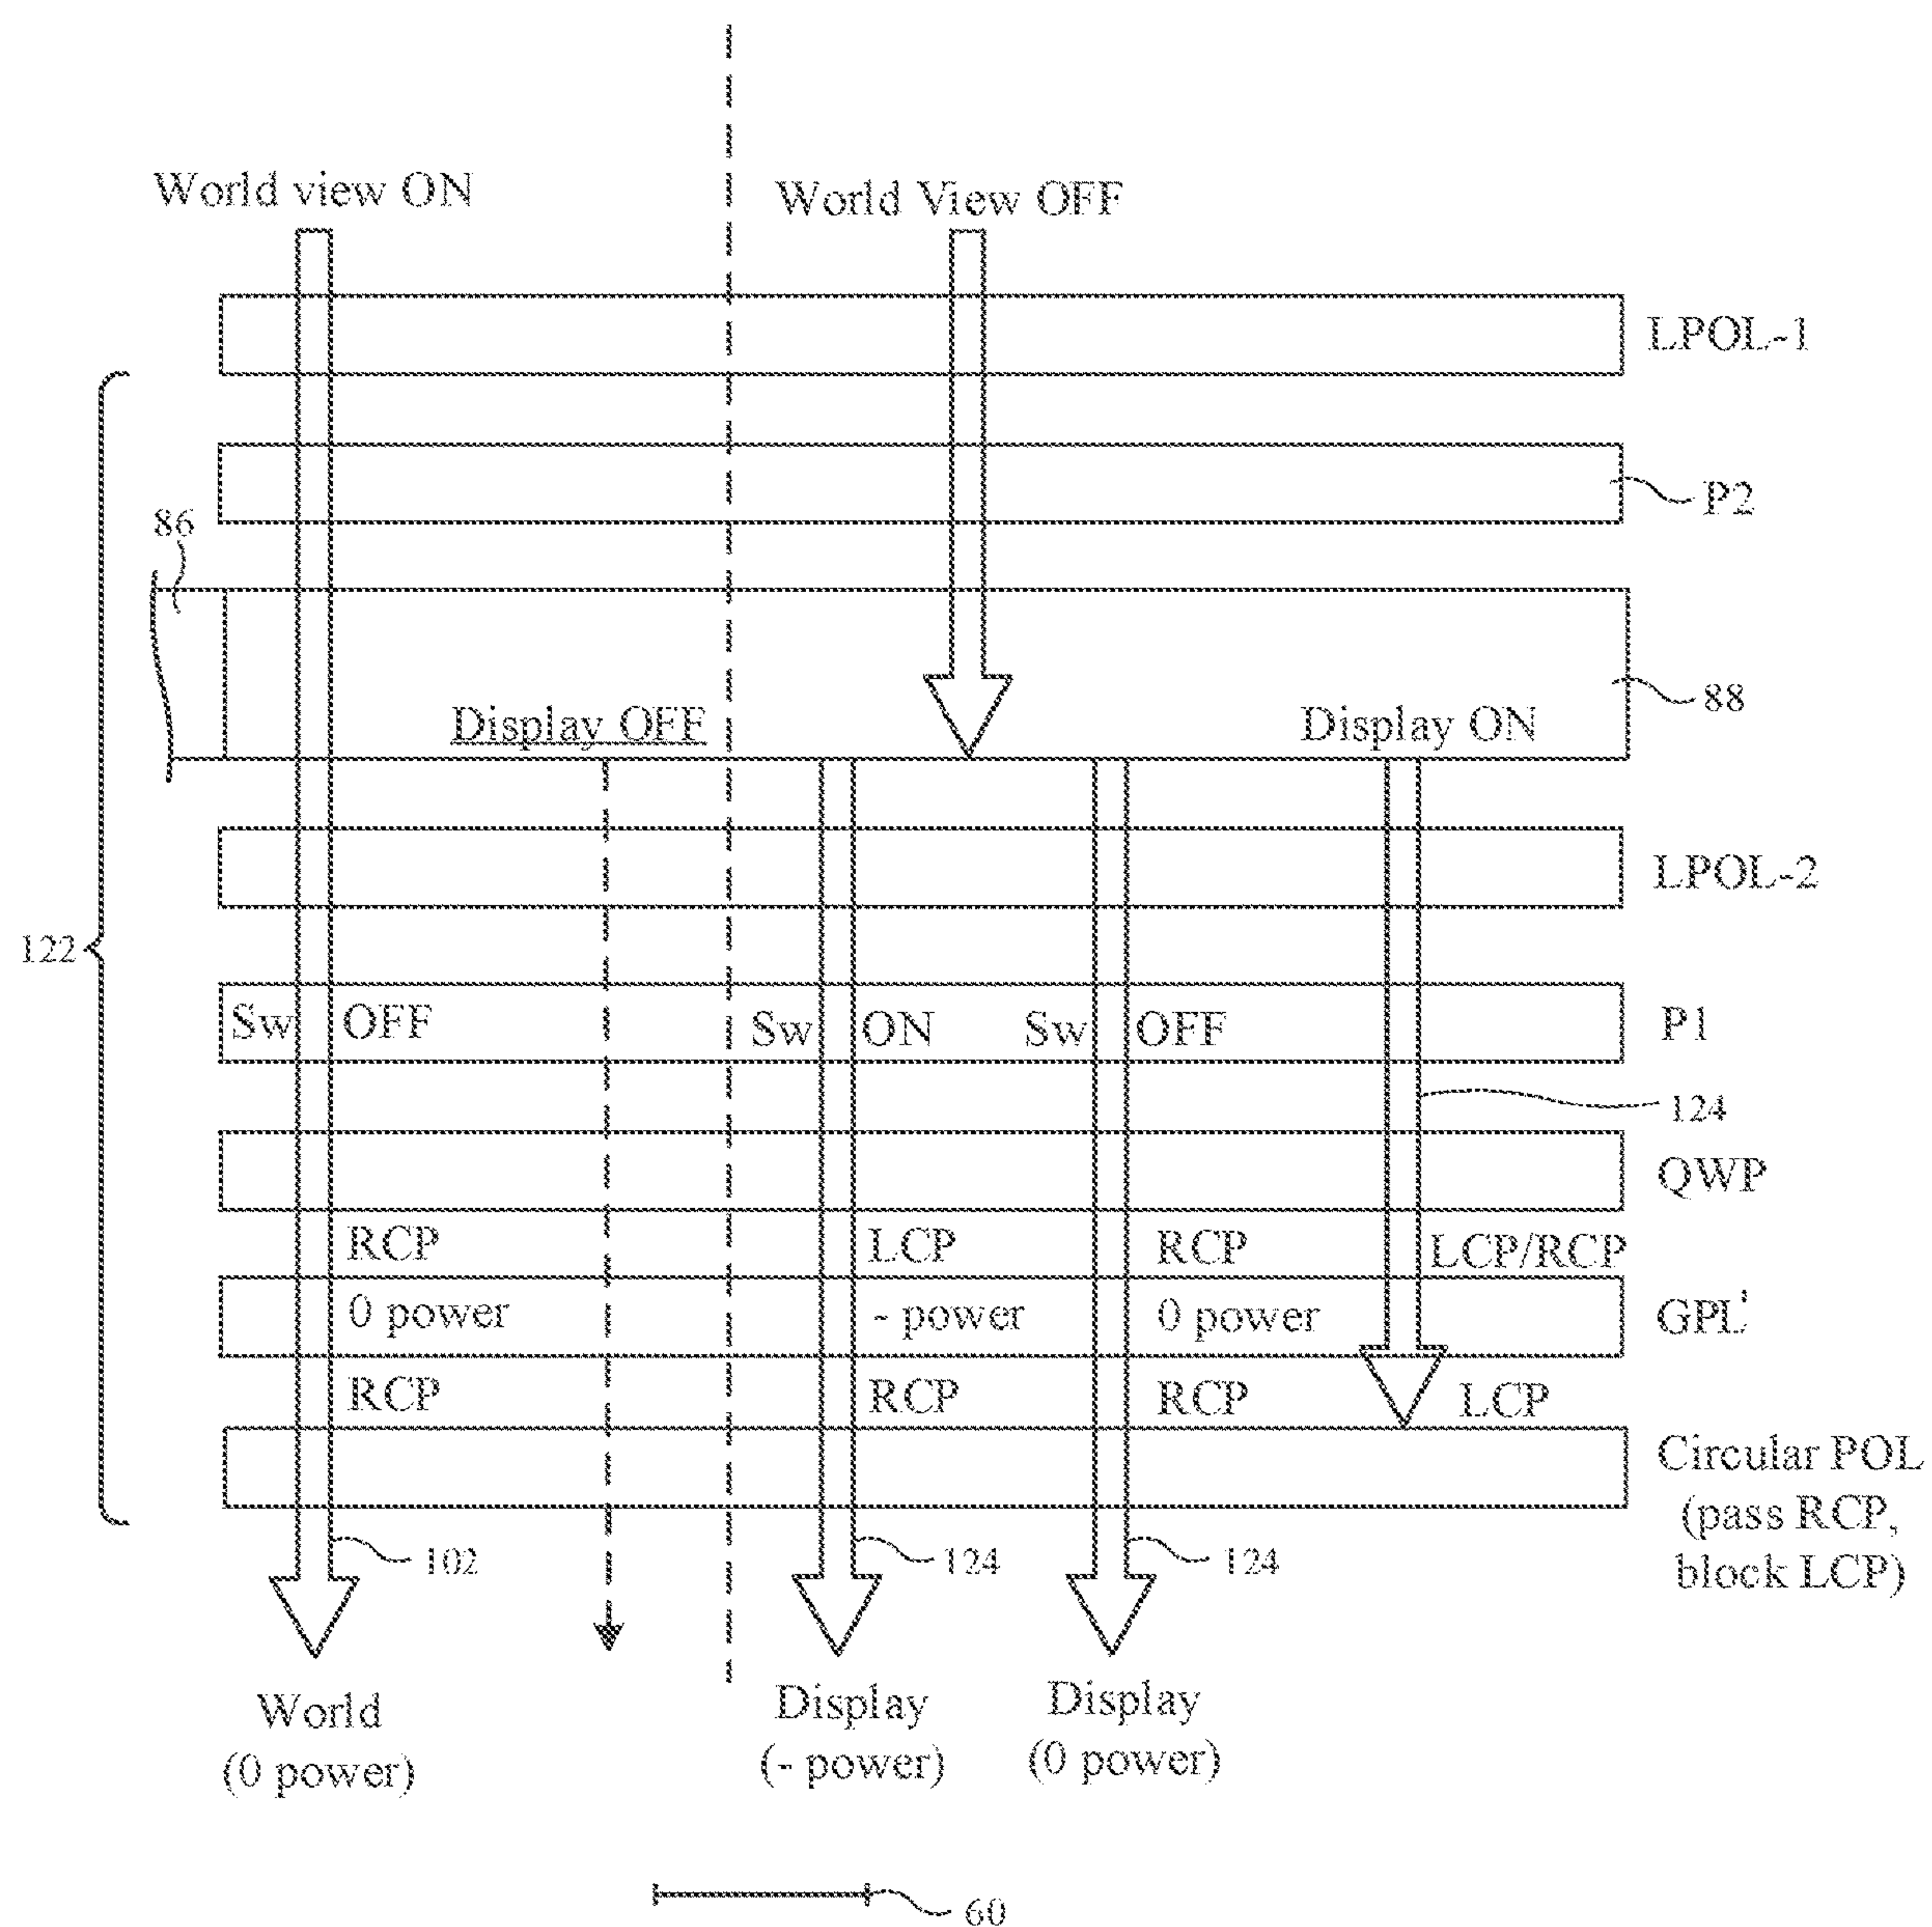 World view ON
World View OFF
LPOL-1
P2
86
88
Display OFF
Display ON
LPOL-2
122
Sw OFF
Sw ON
Sw OFF
P1
124
QWP
RCP
LCP
RCP
LCP/RCP
0 power
- power
0 power
GPL'
RCP
RCP
RCP
LCP
Circular POL
(pass RCP,
block LCP)
102
124
124
World
(0 power)
Display
(- power)
Display
(0 power)
60